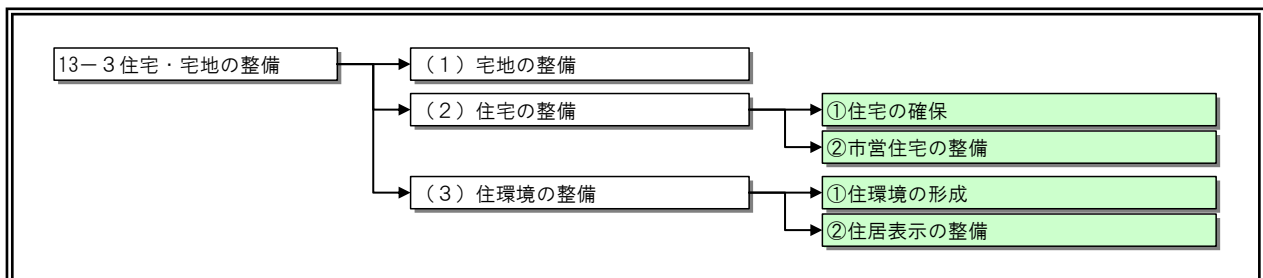 13－３住宅・宅地の整備
（１）宅地の整備
（２）住宅の整備
①住宅の確保
②市営住宅の整備
（３）住環境の整備
①住環境の形成
②住居表示の整備